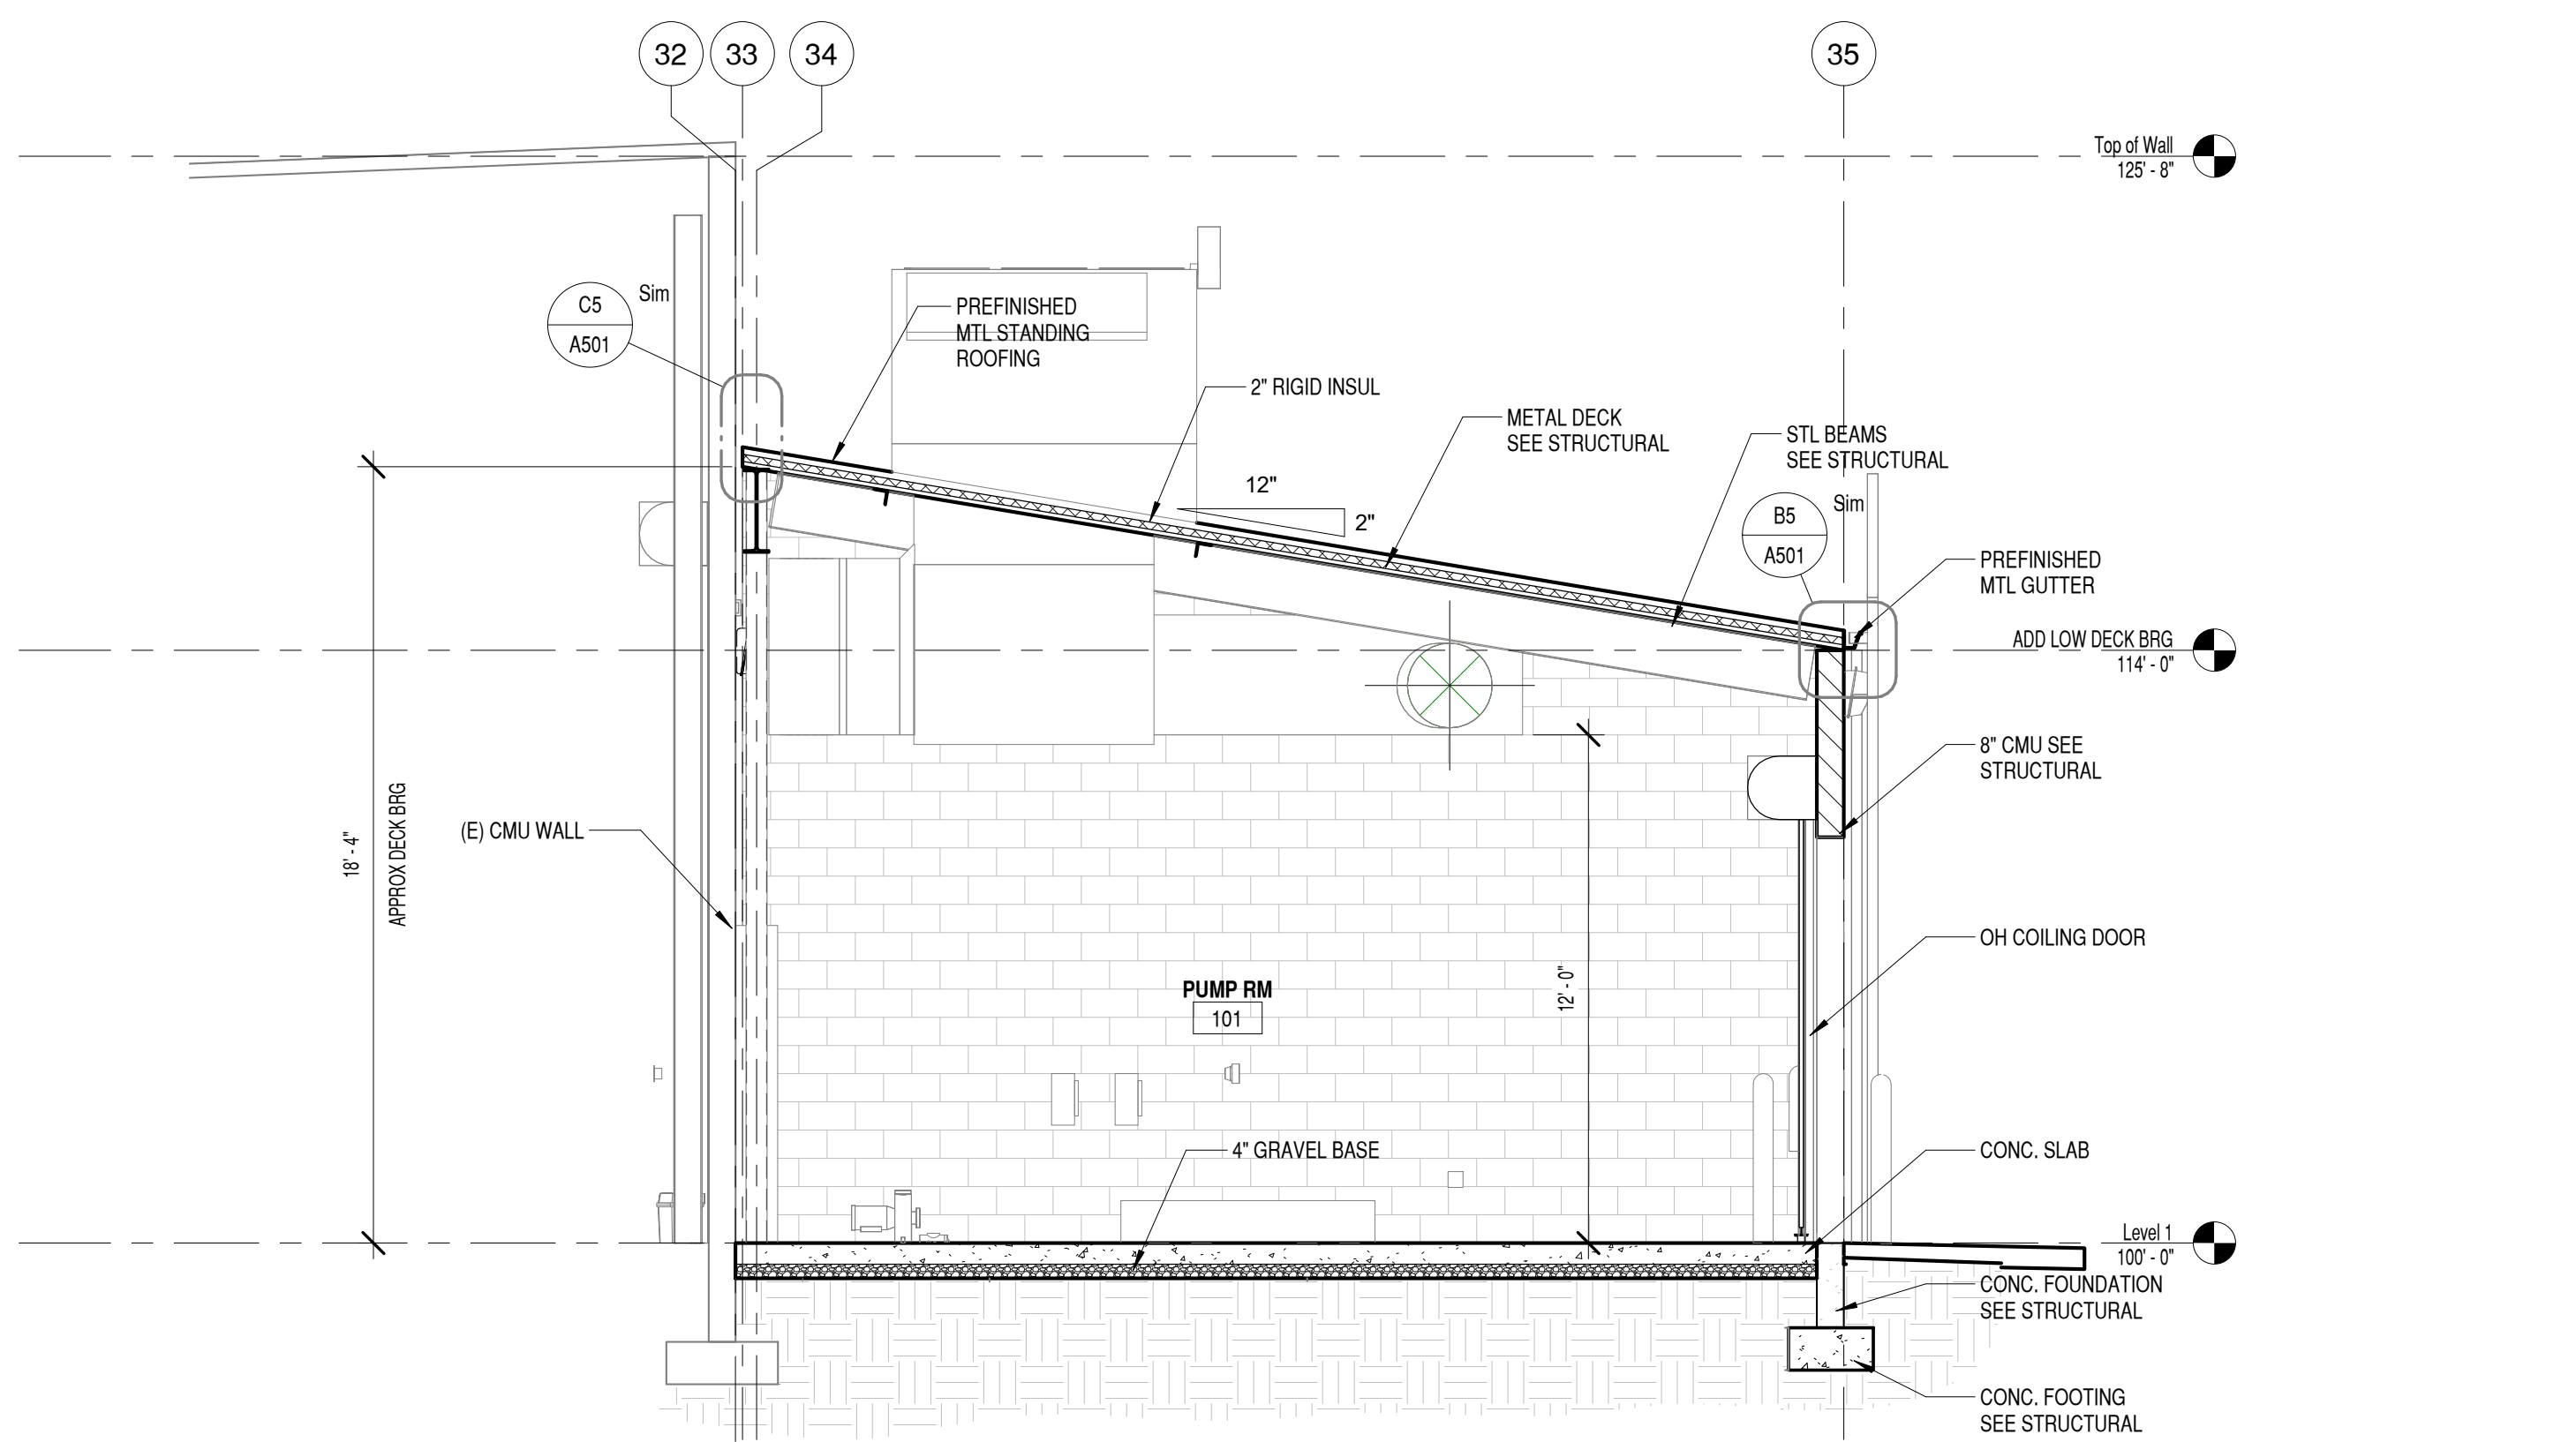 32
33
34
35
Top of Wall
125' - 8"
C5
A501
Sim
PREFINISHED
MTL STANDING
ROOFING
2" RIGID INSUL
METAL DECK
SEE STRUCTURAL
STL BEAMS
SEE STRUCTURAL
12"
2"
B5
A501
Sim
PREFINISHED
MTL GUTTER
ADD LOW DECK BRG
114' - 0"
8" CMU SEE
STRUCTURAL
18' - 4"
APPROX DECK BRG
(E) CMU WALL
OH COILING DOOR
PUMP RM
101
12' - 0"
4" GRAVEL BASE
CONC. SLAB
Level 1
100' - 0"
CONC. FOUNDATION
SEE STRUCTURAL
CONC. FOOTING
SEE STRUCTURAL